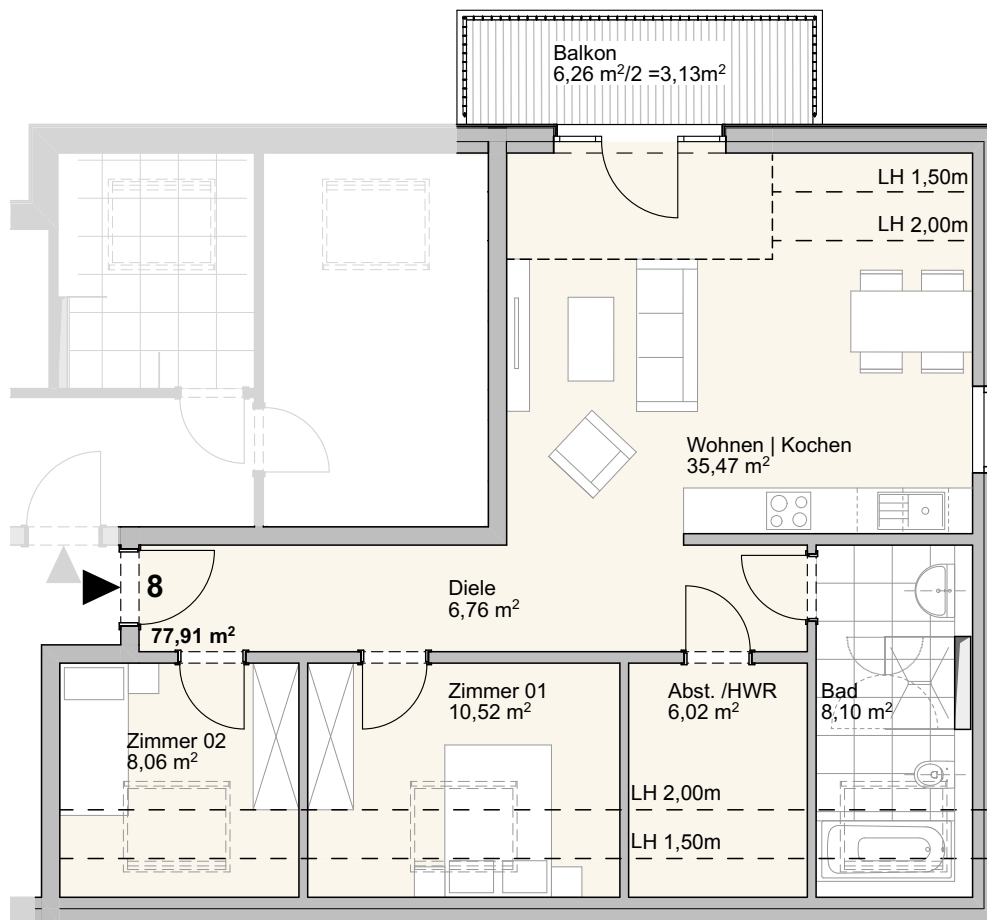 Balkon
6,26 m²/2 =3,13m²
LH 1,50m
LH 2,00m
Wohnen | Kochen
35,47 m²
8
Diele
6,76 m²
77,91 m²
Zimmer 01
10,52 m²
Abst. /HWR
6,02 m²
Bad
8,10 m²
Zimmer 02
8,06 m²
LH 2,00m
LH 1,50m